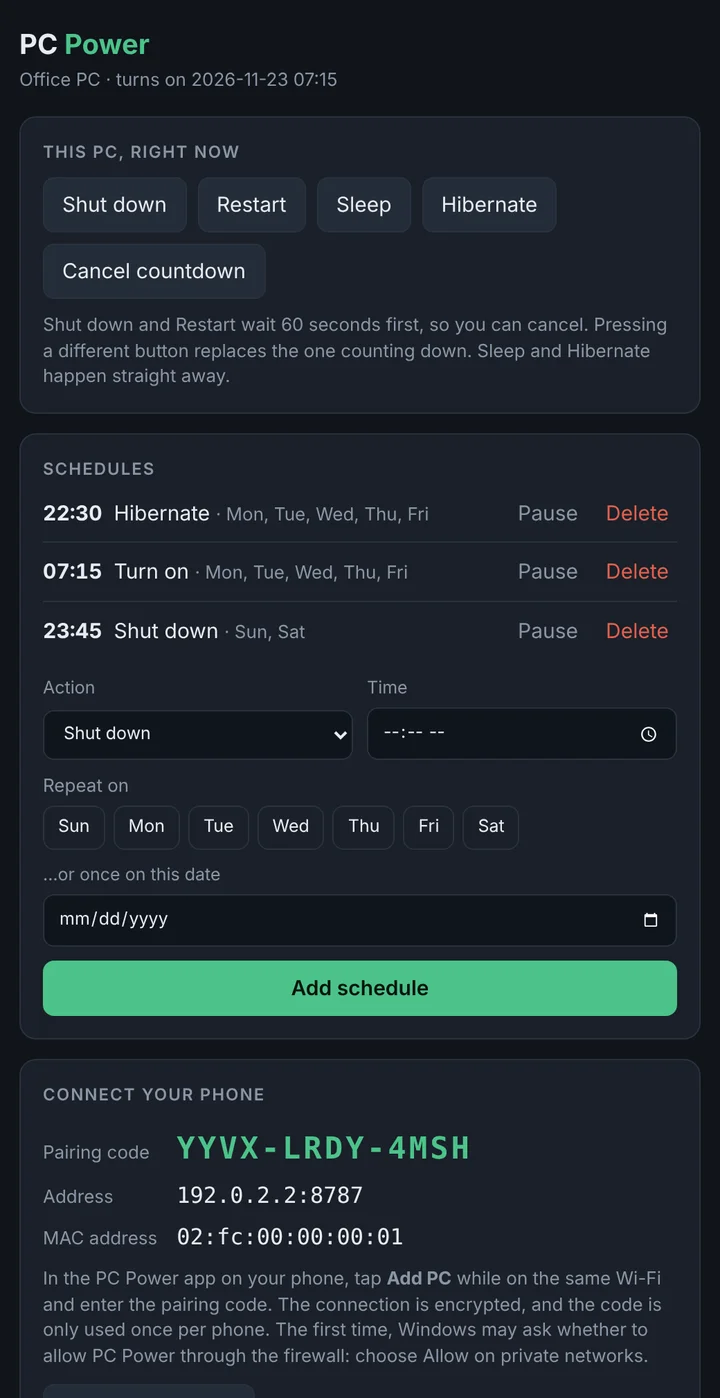 PC Power
Office PC · turns on 2026-11-23 07:15
THIS PC, RIGHT NOW
Shut down Restart Sleep Hibernate
Cancel countdown
Shut down and Restart wait 60 seconds first, so you can cancel. Pressing
a different button replaces the one counting down. Sleep and Hibernate
happen straight away.
SCHEDULES
22:30 Hibernate · Mon, Tue, Wed, Thu, Fri Pause Delete
07:15 Turn on · Mon, Tue, Wed, Thu, Fri Pause Delete
23:45 Shut down · Sun, Sat Pause Delete
Action Time
Shut down --:-- --
Repeat on
Sun Mon Tue Wed Thu Fri Sat
...or once on this date
mm/dd/yyyy
Add schedule
CONNECT YOUR PHONE
Pairing code YYVX-LRDY-4MSH
Address 192.0.2.2:8787
MAC address 02:fc:00:00:00:01
In the PC Power app on your phone, tap Add PC while on the same Wi-Fi
and enter the pairing code. The connection is encrypted, and the code is
only used once per phone. The first time, Windows may ask whether to
allow PC Power through the firewall: choose Allow on private networks.